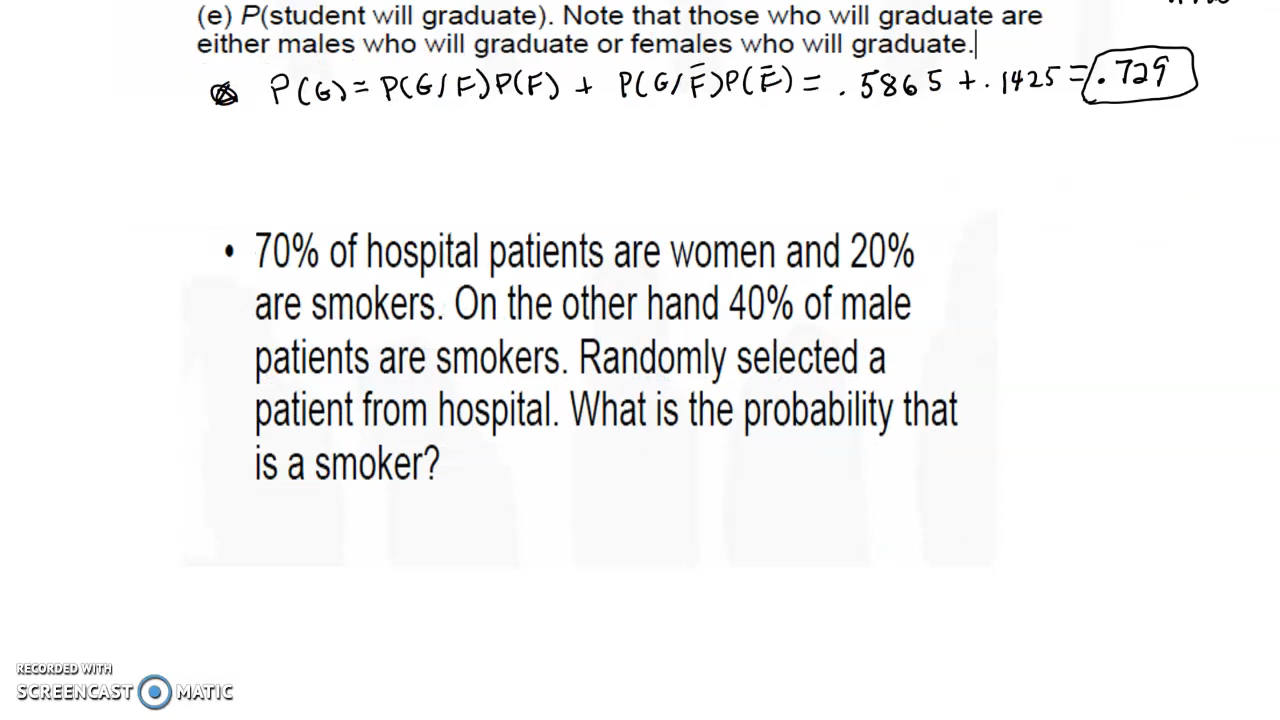 (e) P(student will graduate). Note that those who will graduate are
either males who will graduate or females who will graduate.
P(G) = P(G/F)P(F) + P(G/F̄)P(F̄) = .5865 + .1425 = .729
• 70% of hospital patients are women and 20%
are smokers. On the other hand 40% of male
patients are smokers. Randomly selected a
patient from hospital. What is the probability that
is a smoker?
RECORDED WITH
SCREENCAST MATIC